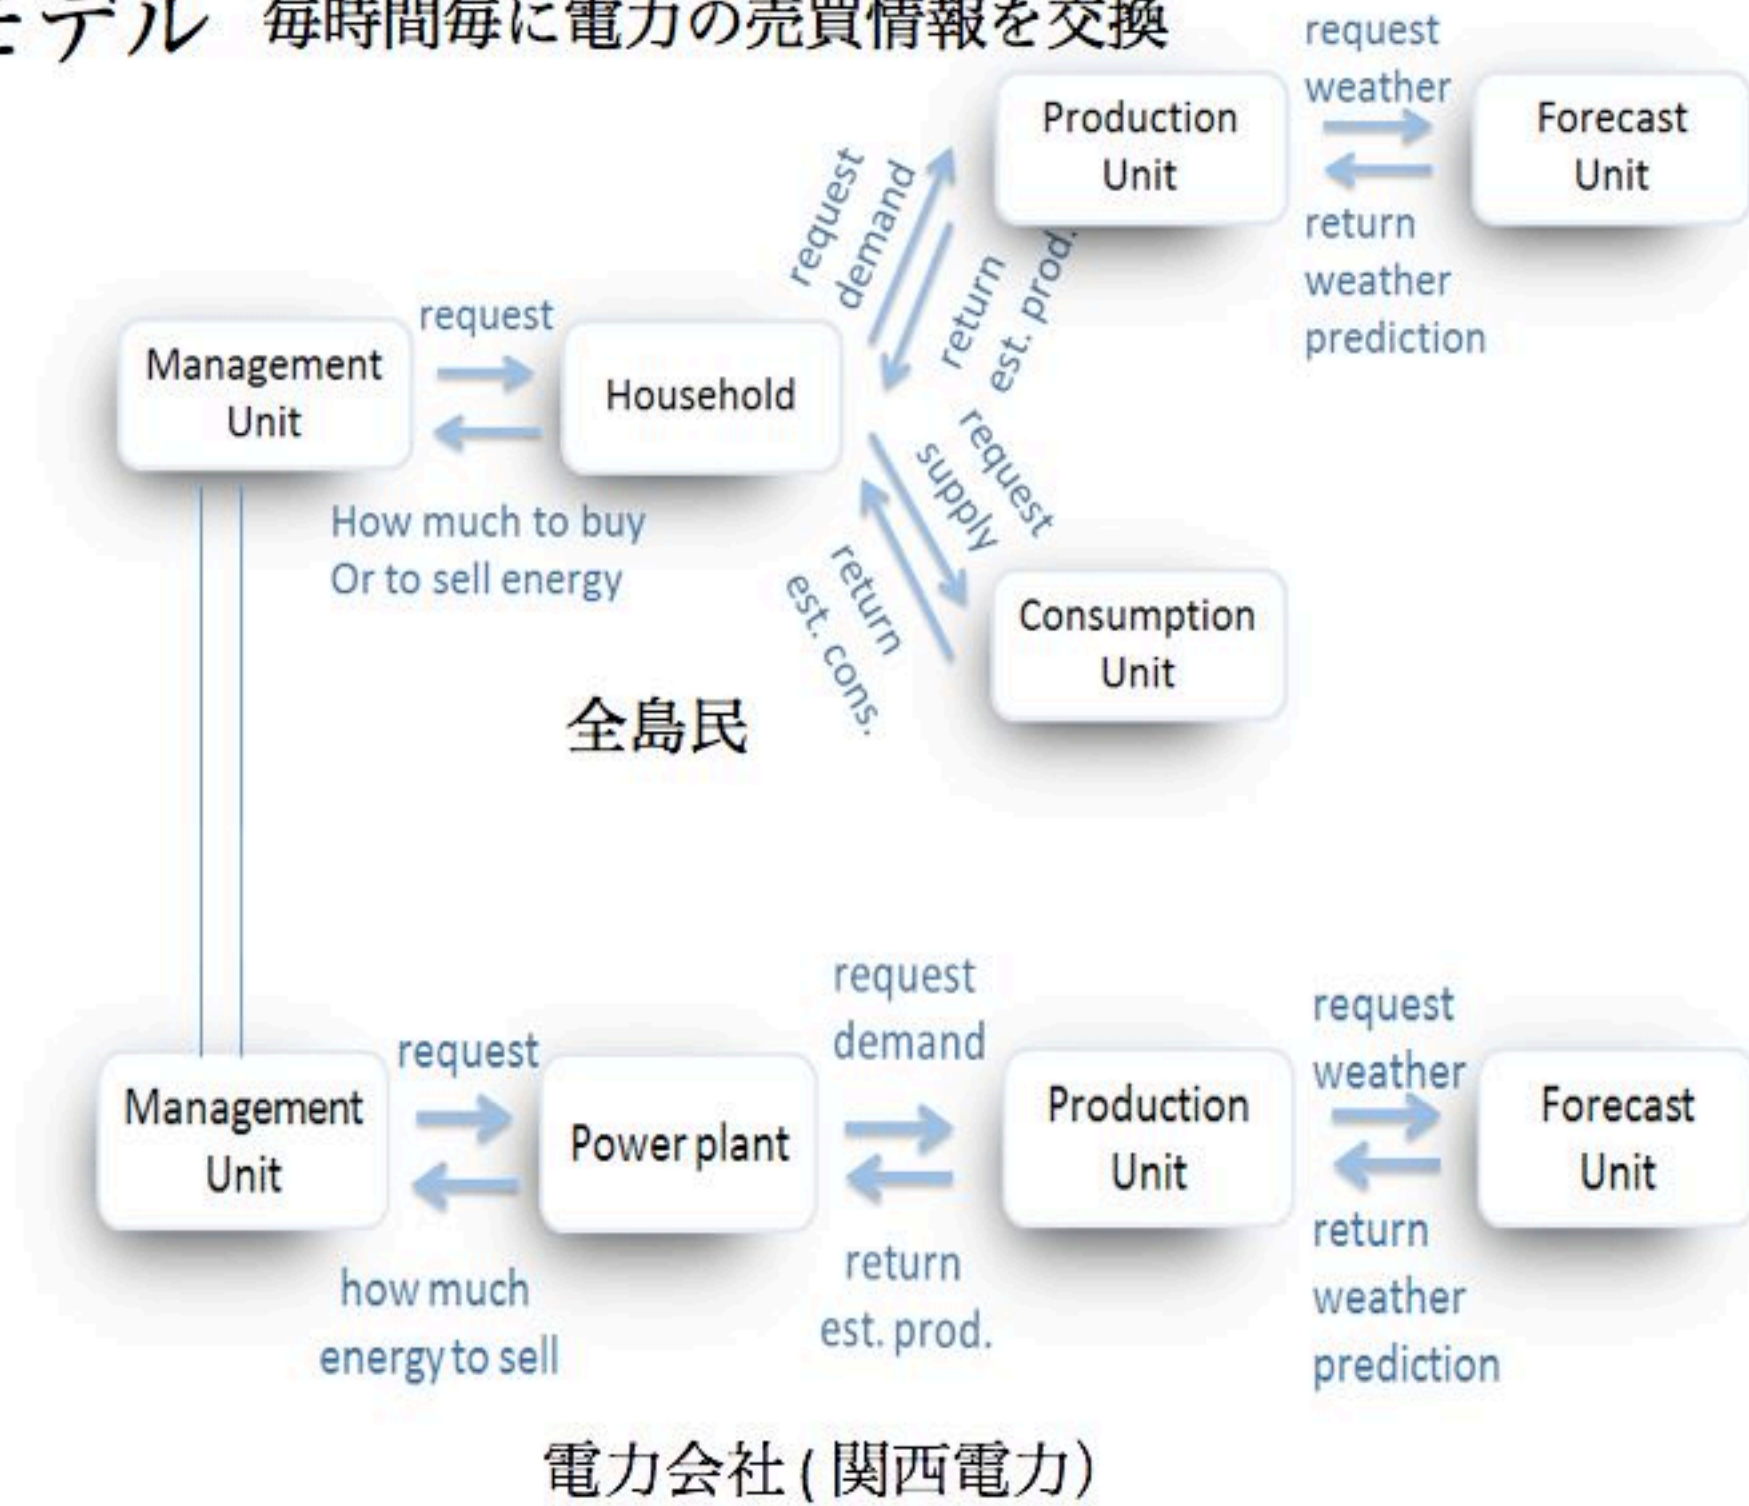 モデル 毎時間毎に電力の売買情報を交換
request
weather
Production
Unit
Forecast
Unit
return
weather
prediction
request
demand
return
est. prod.
Management
Unit
request
Household
How much to buy
Or to sell energy
request
supply
return
est. cons.
Consumption
Unit
全島民
Management
Unit
request
Power plant
how much
energy to sell
request
demand
return
est. prod.
Production
Unit
request
weather
Forecast
Unit
return
weather
prediction
電力会社 ( 関西電力）